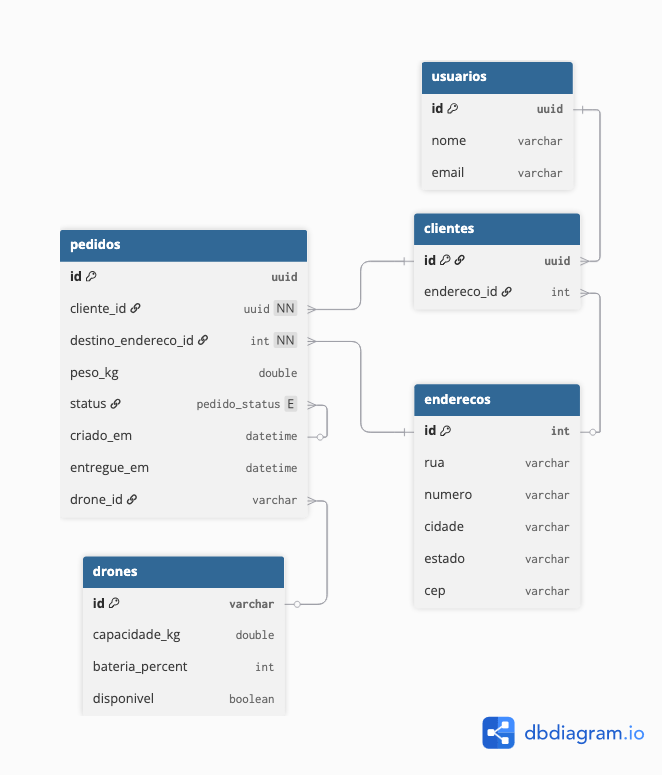 usuarios
id uuid
nome varchar
email varchar
clientes
id uuid
endereco_id int
pedidos
id uuid
cliente_id uuid NN
destino_endereco_id int NN
peso_kg double
status pedido_status E
criado_em datetime
entregue_em datetime
drone_id varchar
enderecos
id int
rua varchar
numero varchar
cidade varchar
estado varchar
cep varchar
drones
id varchar
capacidade_kg double
bateria_percent int
disponivel boolean
dbdiagram.io